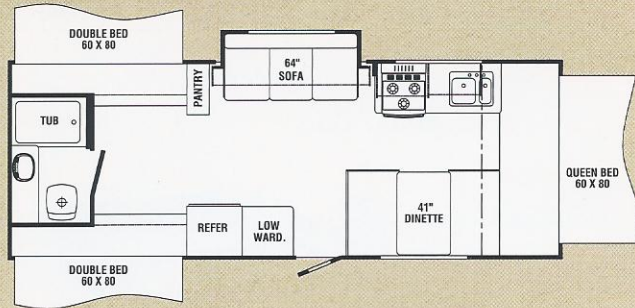 DOUBLE BED
60 X 80
64"
SOFA
PANTRY
TUB
QUEEN BED
60 X 80
41"
DINETTE
REFER
LOW
WARD.
DOUBLE BED
60 X 80